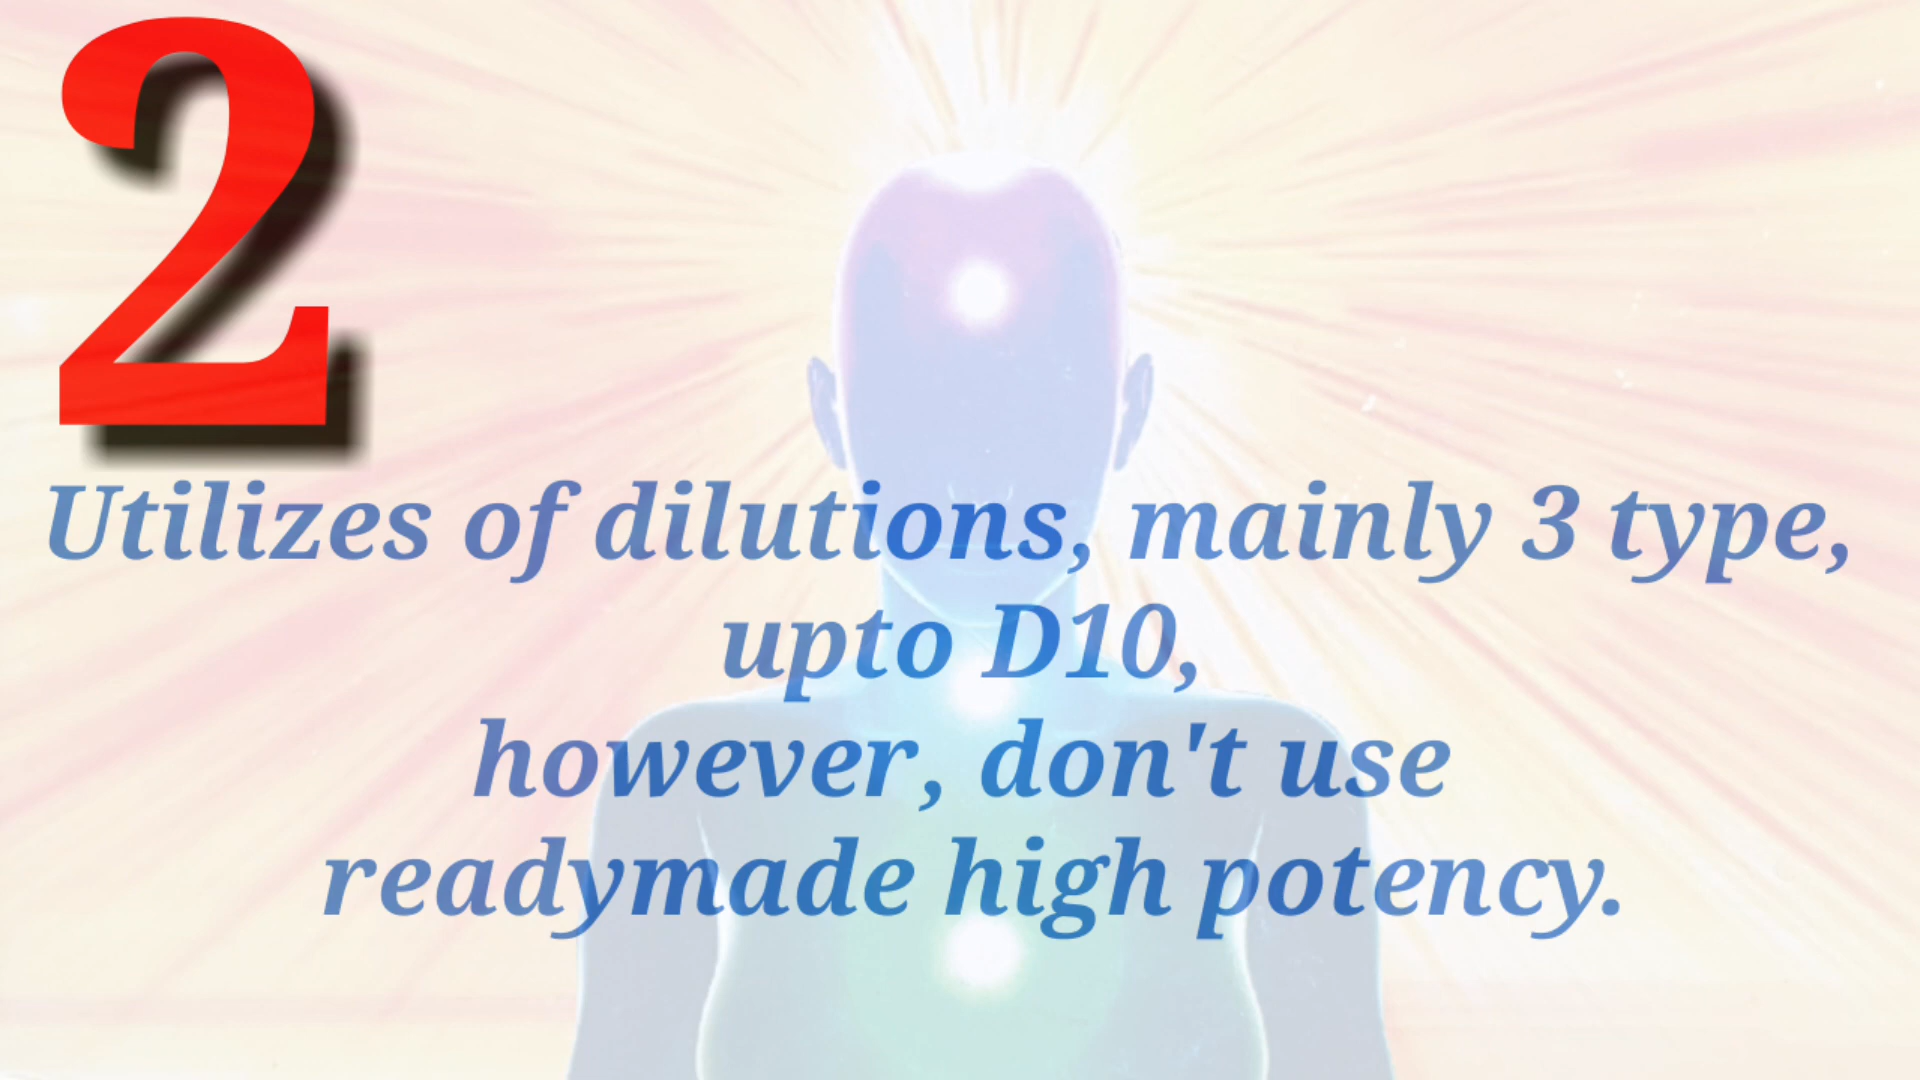 2
Utilizes of dilutions, mainly 3 type,
upto D10,
however, don't use
readymade high potency.